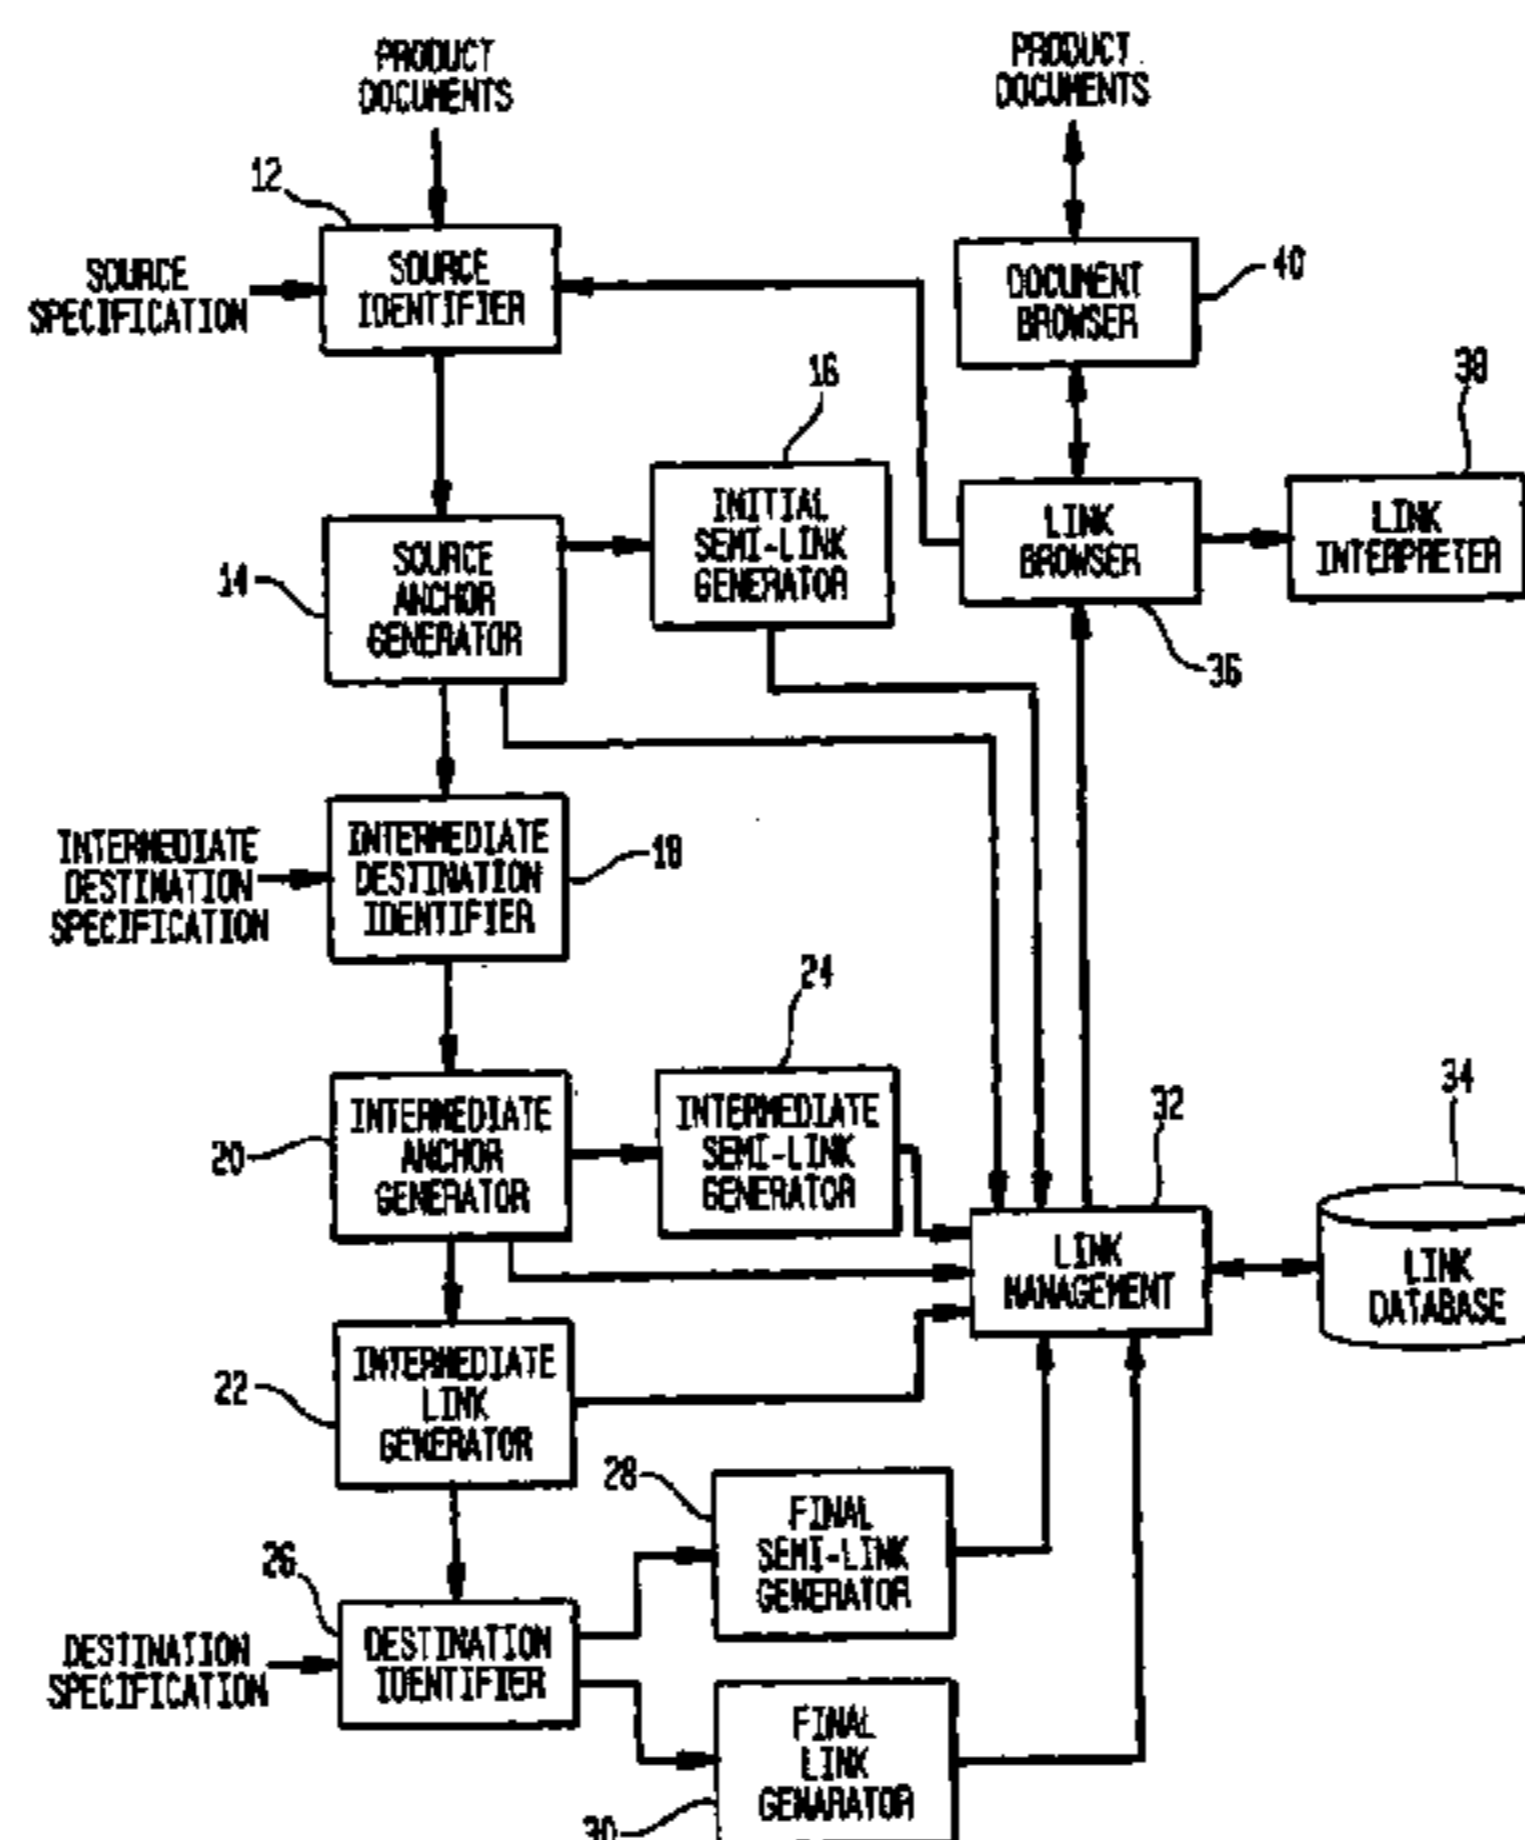 PRODUCT
DOCUMENTS
PRODUCT
DOCUMENTS
12
SOURCE
SPECIFICATION
SOURCE
IDENTIFIER
DOCUMENT
BROWSER
40
16
38
INITIAL
SEMI-LINK
GENERATOR
LINK
BROWSER
LINK
INTERPRETER
14
SOURCE
ANCHOR
GENERATOR
36
INTERMEDIATE
DESTINATION
SPECIFICATION
INTERMEDIATE
DESTINATION
IDENTIFIER
18
24
20
INTERMEDIATE
ANCHOR
GENERATOR
INTERMEDIATE
SEMI-LINK
GENERATOR
32
34
LINK
MANAGEMENT
LINK
DATABASE
22
INTERMEDIATE
LINK
GENERATOR
28
FINAL
SEMI-LINK
GENERATOR
26
DESTINATION
SPECIFICATION
DESTINATION
IDENTIFIER
FINAL
LINK
GENARATOR
30